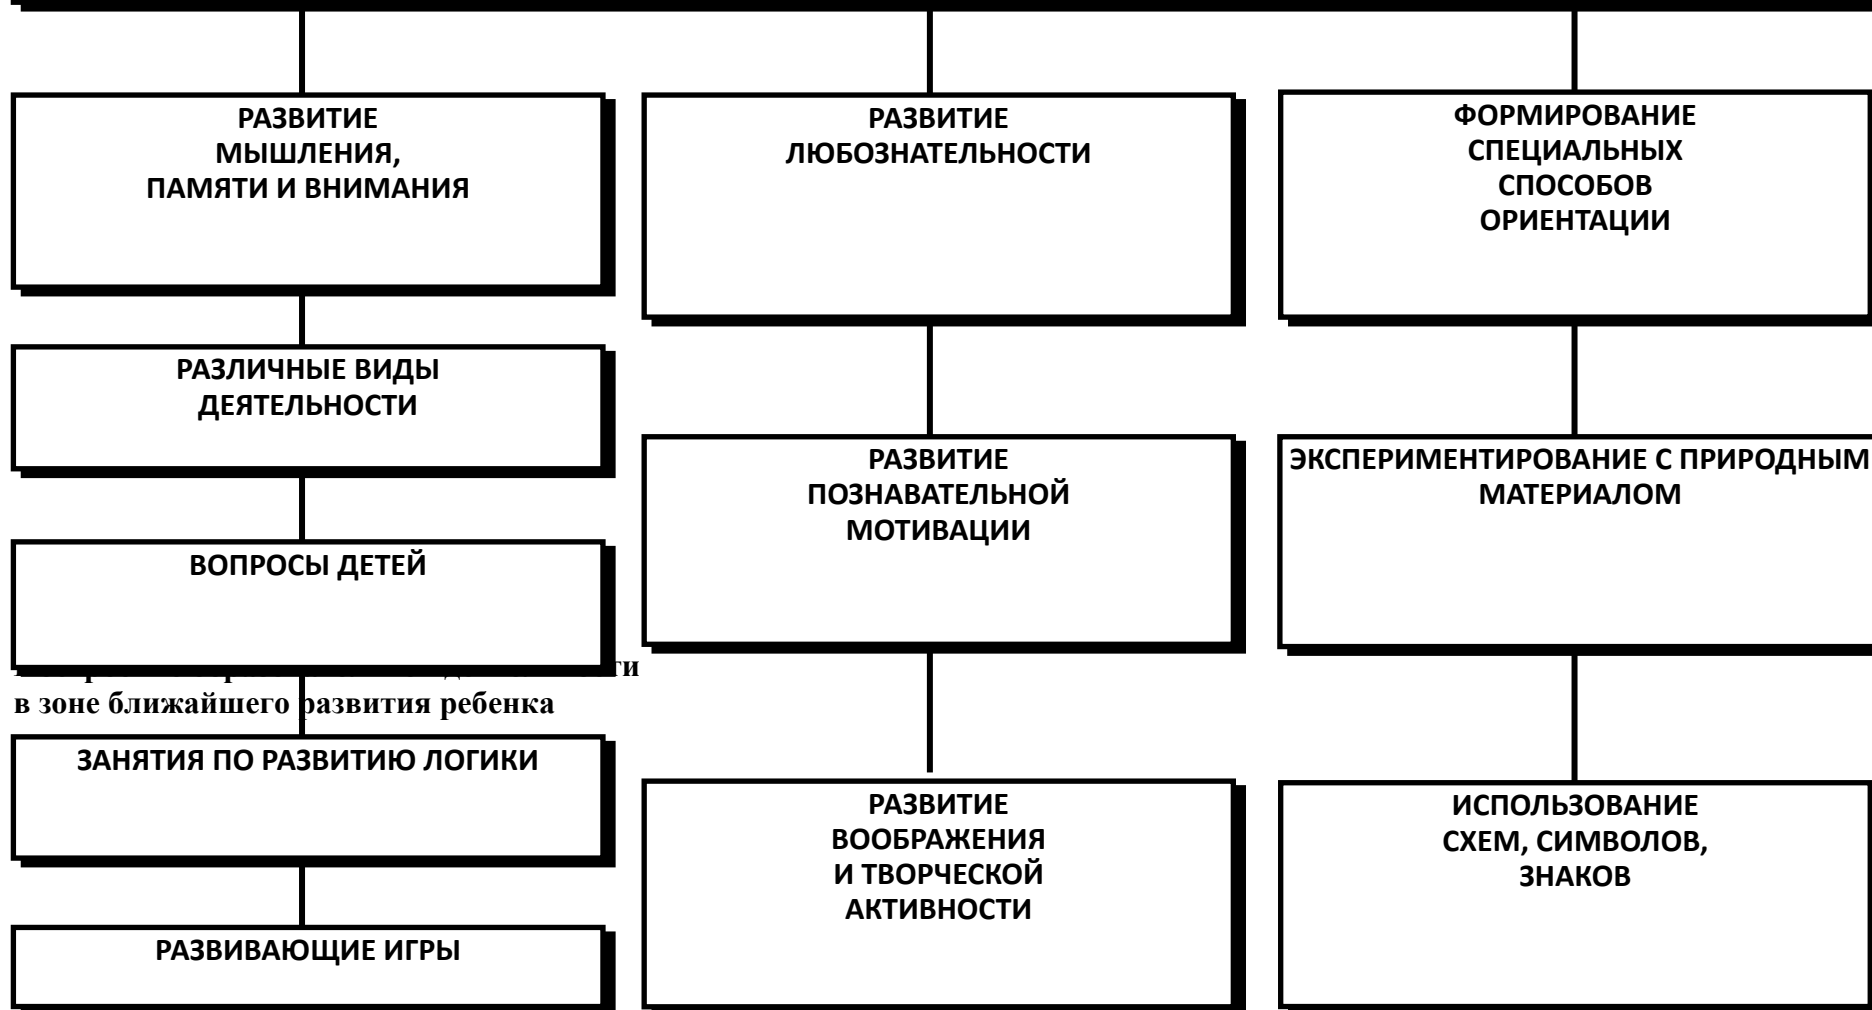 РАЗВИТИЕ
МЫШЛЕНИЯ,
ПАМЯТИ И ВНИМАНИЯ
РАЗЛИЧНЫЕ ВИДЫ
ДЕЯТЕЛЬНОСТИ
ВОПРОСЫ ДЕТЕЙ
в зоне ближайшего развития ребенка
ЗАНЯТИЯ ПО РАЗВИТИЮ ЛОГИКИ
РАЗВИВАЮЩИЕ ИГРЫ
РАЗВИТИЕ
ЛЮБОЗНАТЕЛЬНОСТИ
РАЗВИТИЕ
ПОЗНАВАТЕЛЬНОЙ
МОТИВАЦИИ
РАЗВИТИЕ
ВООБРАЖЕНИЯ
И ТВОРЧЕСКОЙ
АКТИВНОСТИ
ФОРМИРОВАНИЕ
СПЕЦИАЛЬНЫХ
СПОСОБОВ
ОРИЕНТАЦИИ
ЭКСПЕРИМЕНТИРОВАНИЕ С ПРИРОДНЫМ
МАТЕРИАЛОМ
ИСПОЛЬЗОВАНИЕ
СХЕМ, СИМВОЛОВ,
ЗНАКОВ